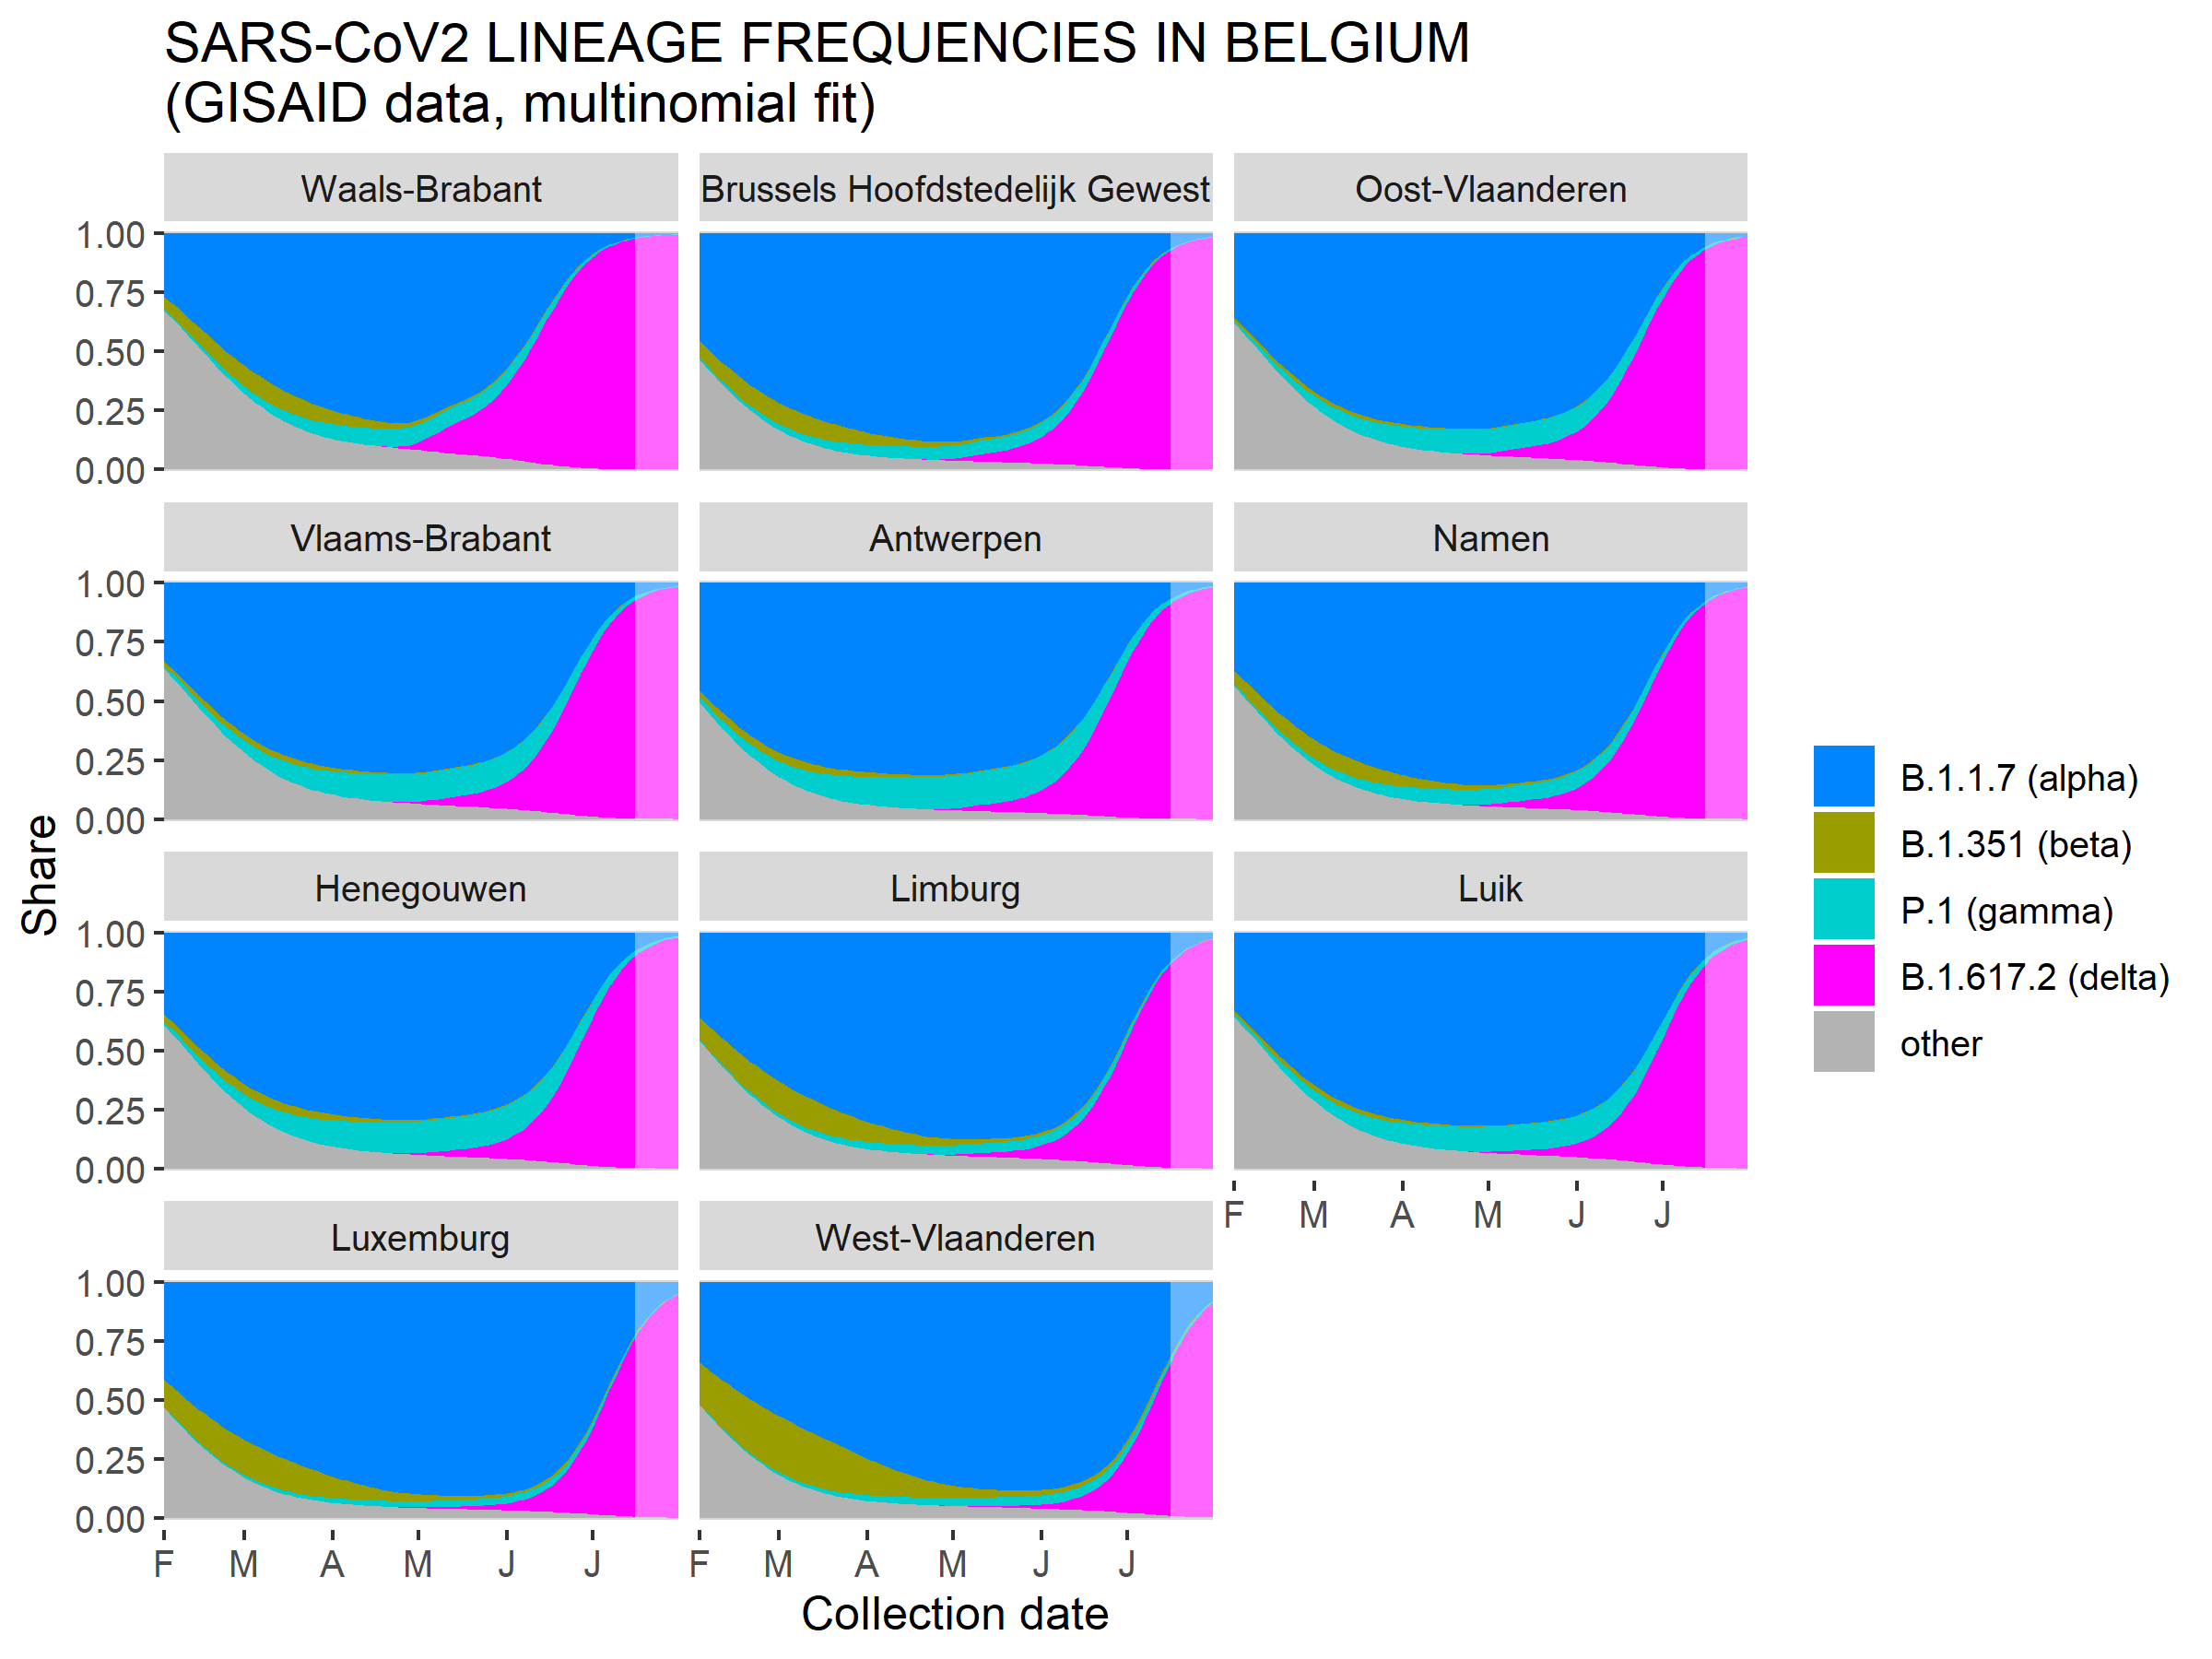 SARS-CoV2 LINEAGE FREQUENCIES IN BELGIUM
(GISAID data, multinomial fit)
Waals-Brabant
Brussels Hoofdstedelijk Gewest
Oost-Vlaanderen
1.00
0.75
0.50
0.25
0.00
Vlaams-Brabant
Antwerpen
Namen
1.00
0.75
0.50
0.25
0.00
Henegouwen
Limburg
Luik
1.00
0.75
0.50
0.25
0.00
F M A M J J
Luxemburg
West-Vlaanderen
1.00
0.75
0.50
0.25
0.00
F M A M J J
F M A M J J
Share
Collection date
B.1.1.7 (alpha)
B.1.351 (beta)
P.1 (gamma)
B.1.617.2 (delta)
other